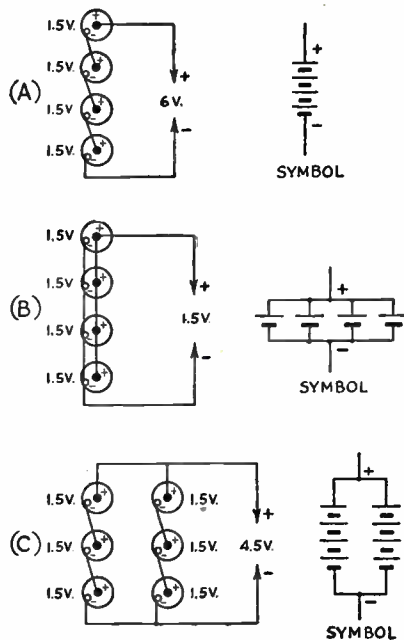 (A)
1.5V.
1.5V.
1.5V
1.5V.
+
6V.
-
+
-
SYMBOL
(B)
1.5V
1.5V
1.5V
1.5V.
+
1.5V.
-
+
-
SYMBOL
(C)
1.5V. 1.5V.
1.5V. 1.5V.
1.5V. 1.5V.
+
4.5V.
-
+
-
SYMBOL